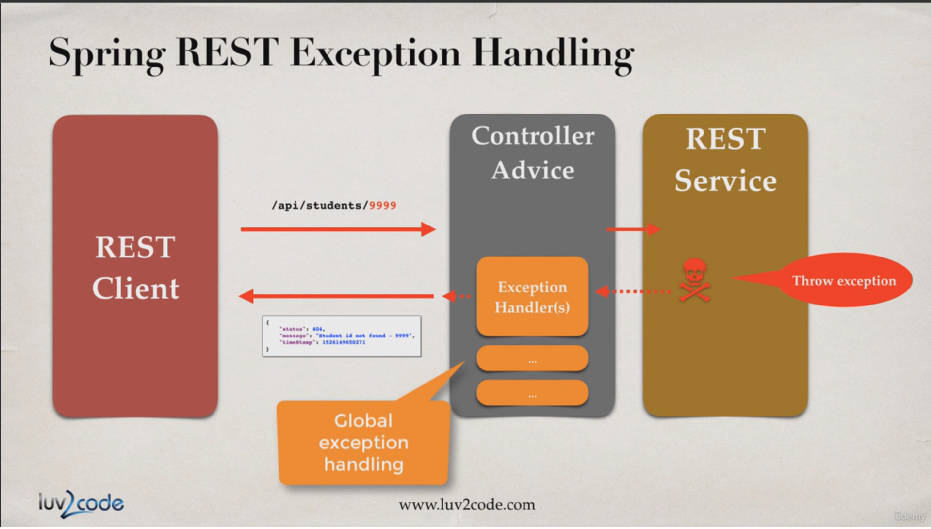 Spring REST Exception Handling
REST
Client
/api/students/9999
{
"status": 404,
"message": "Student id not found - 9999",
"timeStamp": 1526149650271
}
Controller
Advice
Exception
Handler(s)
...
...
REST
Service
Throw exception
Global
exception
handling
luv2code
www.luv2code.com
Udemy